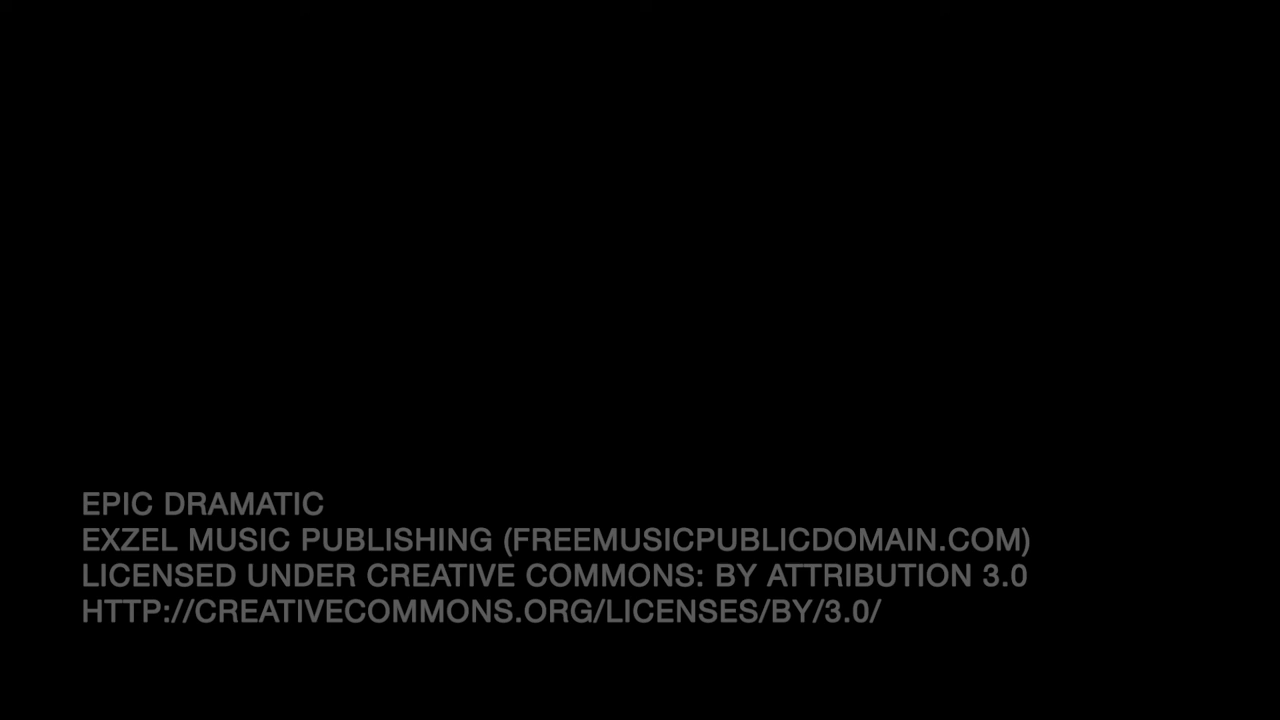 EPIC DRAMATIC
EXZEL MUSIC PUBLISHING (FREEMUSICPUBLICDOMAIN.COM)
LICENSED UNDER CREATIVE COMMONS: BY ATTRIBUTION 3.0
HTTP://CREATIVECOMMONS.ORG/LICENSES/BY/3.0/